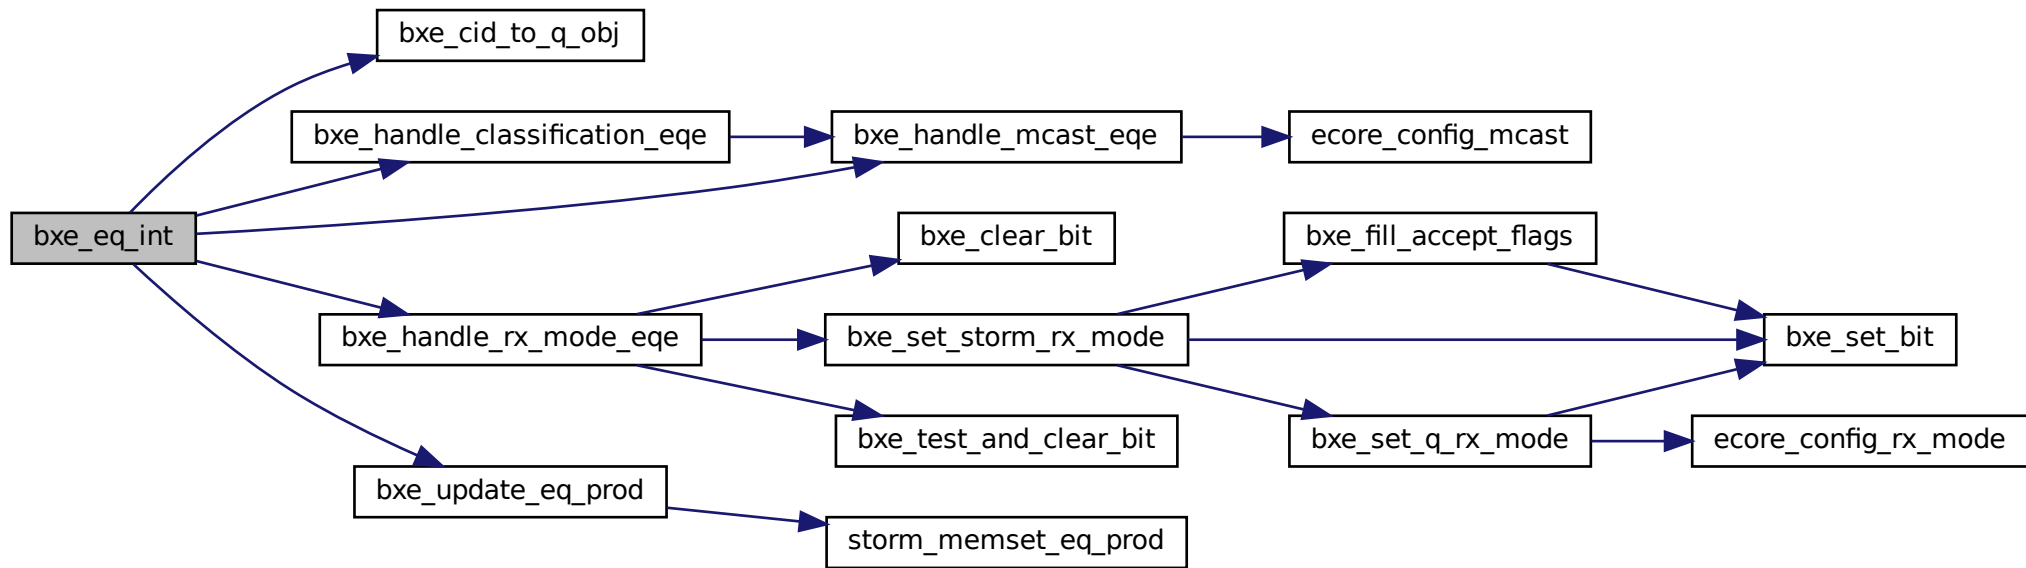 bxe_cid_to_q_obj
bxe_handle_classification_eqe
bxe_handle_mcast_eqe
ecore_config_mcast
bxe_eq_int
bxe_clear_bit
bxe_fill_accept_flags
bxe_handle_rx_mode_eqe
bxe_set_storm_rx_mode
bxe_set_bit
bxe_test_and_clear_bit
bxe_set_q_rx_mode
ecore_config_rx_mode
bxe_update_eq_prod
storm_memset_eq_prod